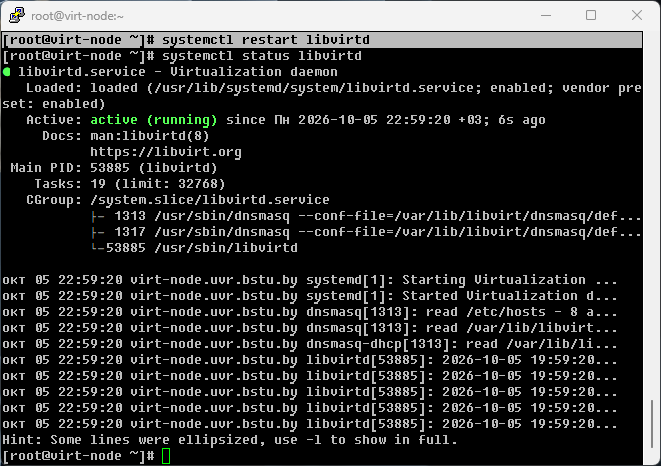 root@virt-node:~
[root@virt-node ~]# systemctl restart libvirtd
[root@virt-node ~]# systemctl status libvirtd
● libvirtd.service - Virtualization daemon
   Loaded: loaded (/usr/lib/systemd/system/libvirtd.service; enabled; vendor pre
set: enabled)
   Active: active (running) since Пн 2026-10-05 22:59:20 +03; 6s ago
     Docs: man:libvirtd(8)
           https://libvirt.org
 Main PID: 53885 (libvirtd)
    Tasks: 19 (limit: 32768)
   CGroup: /system.slice/libvirtd.service
           ├─ 1313 /usr/sbin/dnsmasq --conf-file=/var/lib/libvirt/dnsmasq/def...
           ├─ 1317 /usr/sbin/dnsmasq --conf-file=/var/lib/libvirt/dnsmasq/def...
           └─53885 /usr/sbin/libvirtd
окт 05 22:59:20 virt-node.uvr.bstu.by systemd[1]: Starting Virtualization ...
окт 05 22:59:20 virt-node.uvr.bstu.by systemd[1]: Started Virtualization d...
окт 05 22:59:20 virt-node.uvr.bstu.by dnsmasq[1313]: read /etc/hosts - 8 a...
окт 05 22:59:20 virt-node.uvr.bstu.by dnsmasq[1313]: read /var/lib/libvirt...
окт 05 22:59:20 virt-node.uvr.bstu.by dnsmasq-dhcp[1313]: read /var/lib/li...
окт 05 22:59:20 virt-node.uvr.bstu.by libvirtd[53885]: 2026-10-05 19:59:20...
окт 05 22:59:20 virt-node.uvr.bstu.by libvirtd[53885]: 2026-10-05 19:59:20...
окт 05 22:59:20 virt-node.uvr.bstu.by libvirtd[53885]: 2026-10-05 19:59:20...
окт 05 22:59:20 virt-node.uvr.bstu.by libvirtd[53885]: 2026-10-05 19:59:20...
окт 05 22:59:20 virt-node.uvr.bstu.by libvirtd[53885]: 2026-10-05 19:59:20...
Hint: Some lines were ellipsized, use -l to show in full.
[root@virt-node ~]#